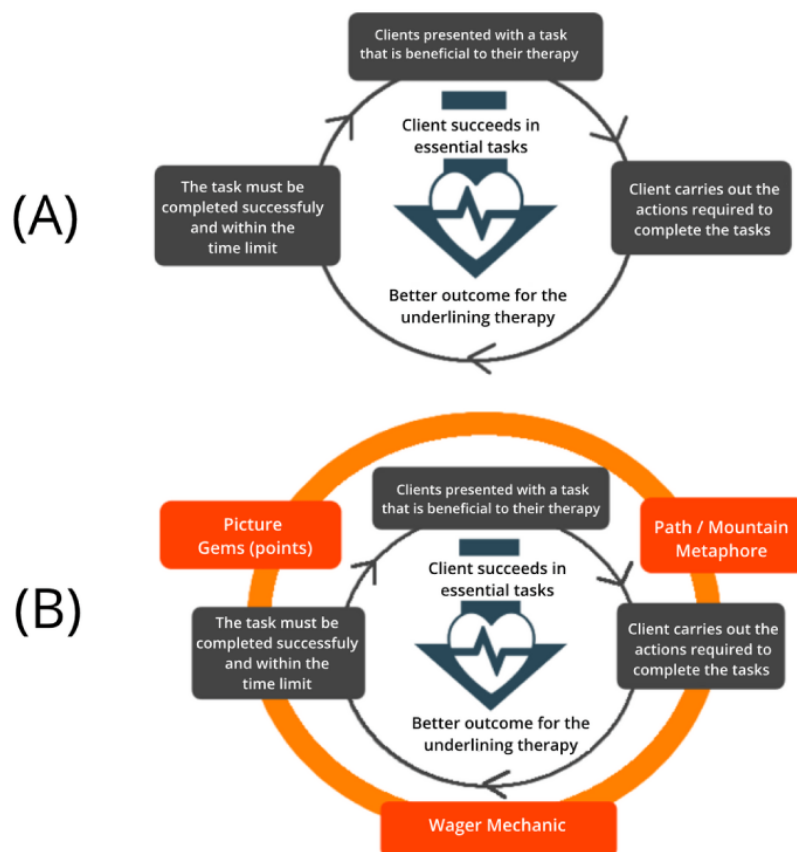 (A)
Clients presented with a task
that is beneficial to their therapy
Client succeeds in
essential tasks
The task must be
completed successfuly
and within the
time limit
Client carries out the
actions required to
complete the tasks
Better outcome for the
underlining therapy
(B)
Clients presented with a task
that is beneficial to their therapy
Picture
Gems (points)
Path / Mountain
Metaphore
Client succeeds in
essential tasks
The task must be
completed successfuly
and within the
time limit
Client carries out the
actions required to
complete the tasks
Better outcome for the
underlining therapy
Wager Mechanic